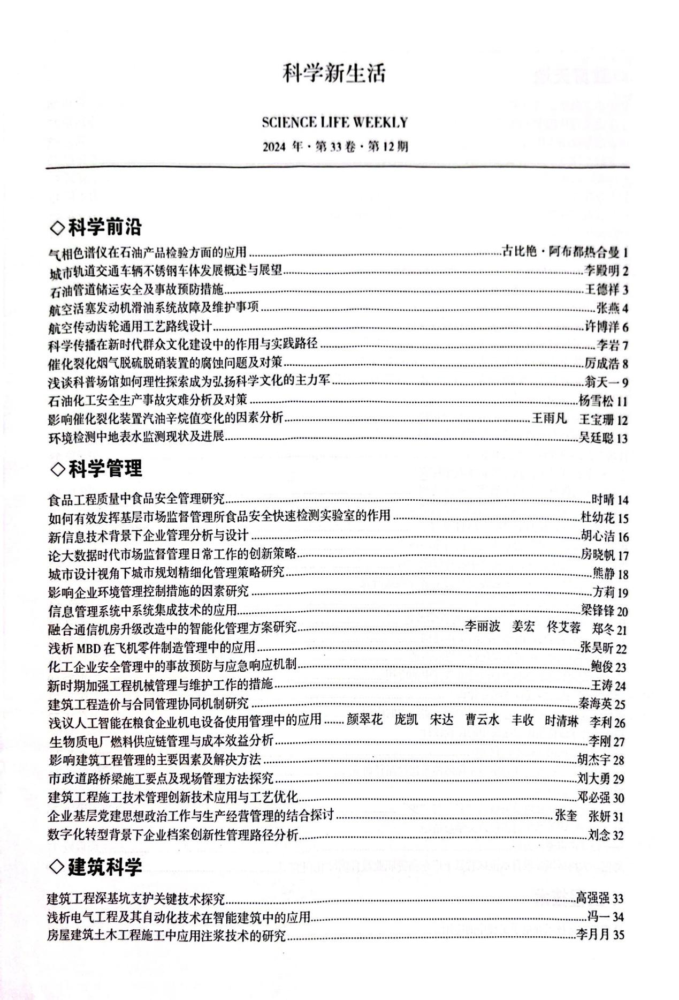 科学新生活
SCIENCE LIFE WEEKLY
2024 年·第33卷·第12期
◇科学前沿
气相色谱仪在石油产品检验方面的应用……古比艳·阿布都热合曼 1
城市轨道交通车辆不锈钢车体发展概述与展望……李殿明 2
石油管道储运安全及事故预防措施……王德祥 3
航空活塞发动机滑油系统故障及维护事项……张燕 4
航空传动齿轮通用工艺路线设计……许博洋 6
科学传播在新时代群众文化建设中的作用与实践路径……李岩 7
催化裂化烟气脱硫脱硝装置的腐蚀问题及对策……厉成浩 8
浅谈科普场馆如何理性探索成为弘扬科学文化的主力军……翁天一 9
石油化工安全生产事故灾难分析及对策……杨雪松 11
影响催化裂化装置汽油辛烷值变化的因素分析……王雨凡 王宝珊 12
环境检测中地表水监测现状及进展……吴廷聪 13
◇科学管理
食品工程质量中食品安全管理研究……时晴 14
如何有效发挥基层市场监督管理所食品安全快速检测实验室的作用……杜幼花 15
新信息技术背景下企业管理分析与设计……胡心洁 16
论大数据时代市场监督管理日常工作的创新策略……房晓帆 17
城市设计视角下城市规划精细化管理策略研究……熊静 18
影响企业环境管理控制措施的因素研究……方莉 19
信息管理系统中系统集成技术的应用……梁锋锋 20
融合通信机房升级改造中的智能化管理方案研究……李丽波 姜宏 佟艾蓉 郑冬 21
浅析 MBD 在飞机零件制造管理中的应用……张昊昕 22
化工企业安全管理中的事故预防与应急响应机制……鲍俊 23
新时期加强工程机械管理与维护工作的措施……王涛 24
建筑工程造价与合同管理协同机制研究……秦海英 25
浅议人工智能在粮食企业机电设备使用管理中的应用……颜翠花 庞凯 宋达 曹云水 丰收 时清琳 李利 26
生物质电厂燃料供应链管理与成本效益分析……李刚 27
影响建筑工程管理的主要因素及解决方法……胡杰宇 28
市政道路桥梁施工要点及现场管理方法探究……刘大勇 29
建筑工程施工技术管理创新技术应用与工艺优化……邓必强 30
企业基层党建思想政治工作与生产经营管理的结合探讨……张奎 张妍 31
数字化转型背景下企业档案创新性管理路径分析……刘念 32
◇建筑科学
建筑工程深基坑支护关键技术探究……高强强 33
浅析电气工程及其自动化技术在智能建筑中的应用……冯一 34
房屋建筑土木工程施工中应用注浆技术的研究……李月月 35